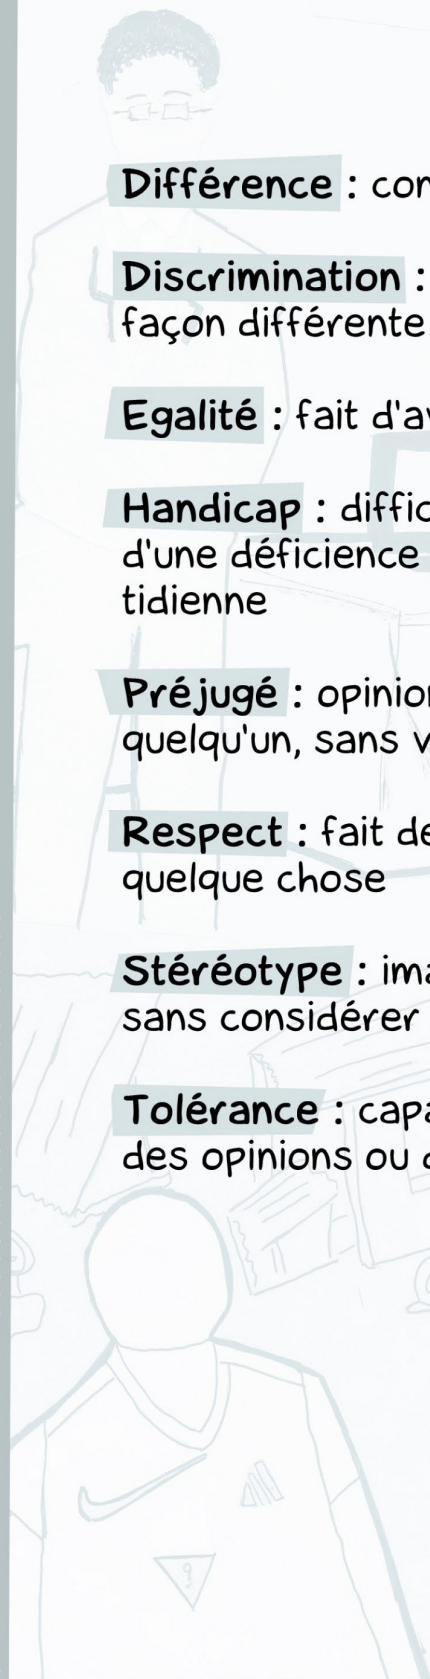 Différence : con
Discrimination :
façon différente
Egalité : fait d'av
Handicap : diffic
d'une déficience
tidienne
Préjugé : opinion
quelqu'un, sans v
Respect : fait de
quelque chose
Stéréotype : ima
sans considérer
Tolérance : capa
des opinions ou d